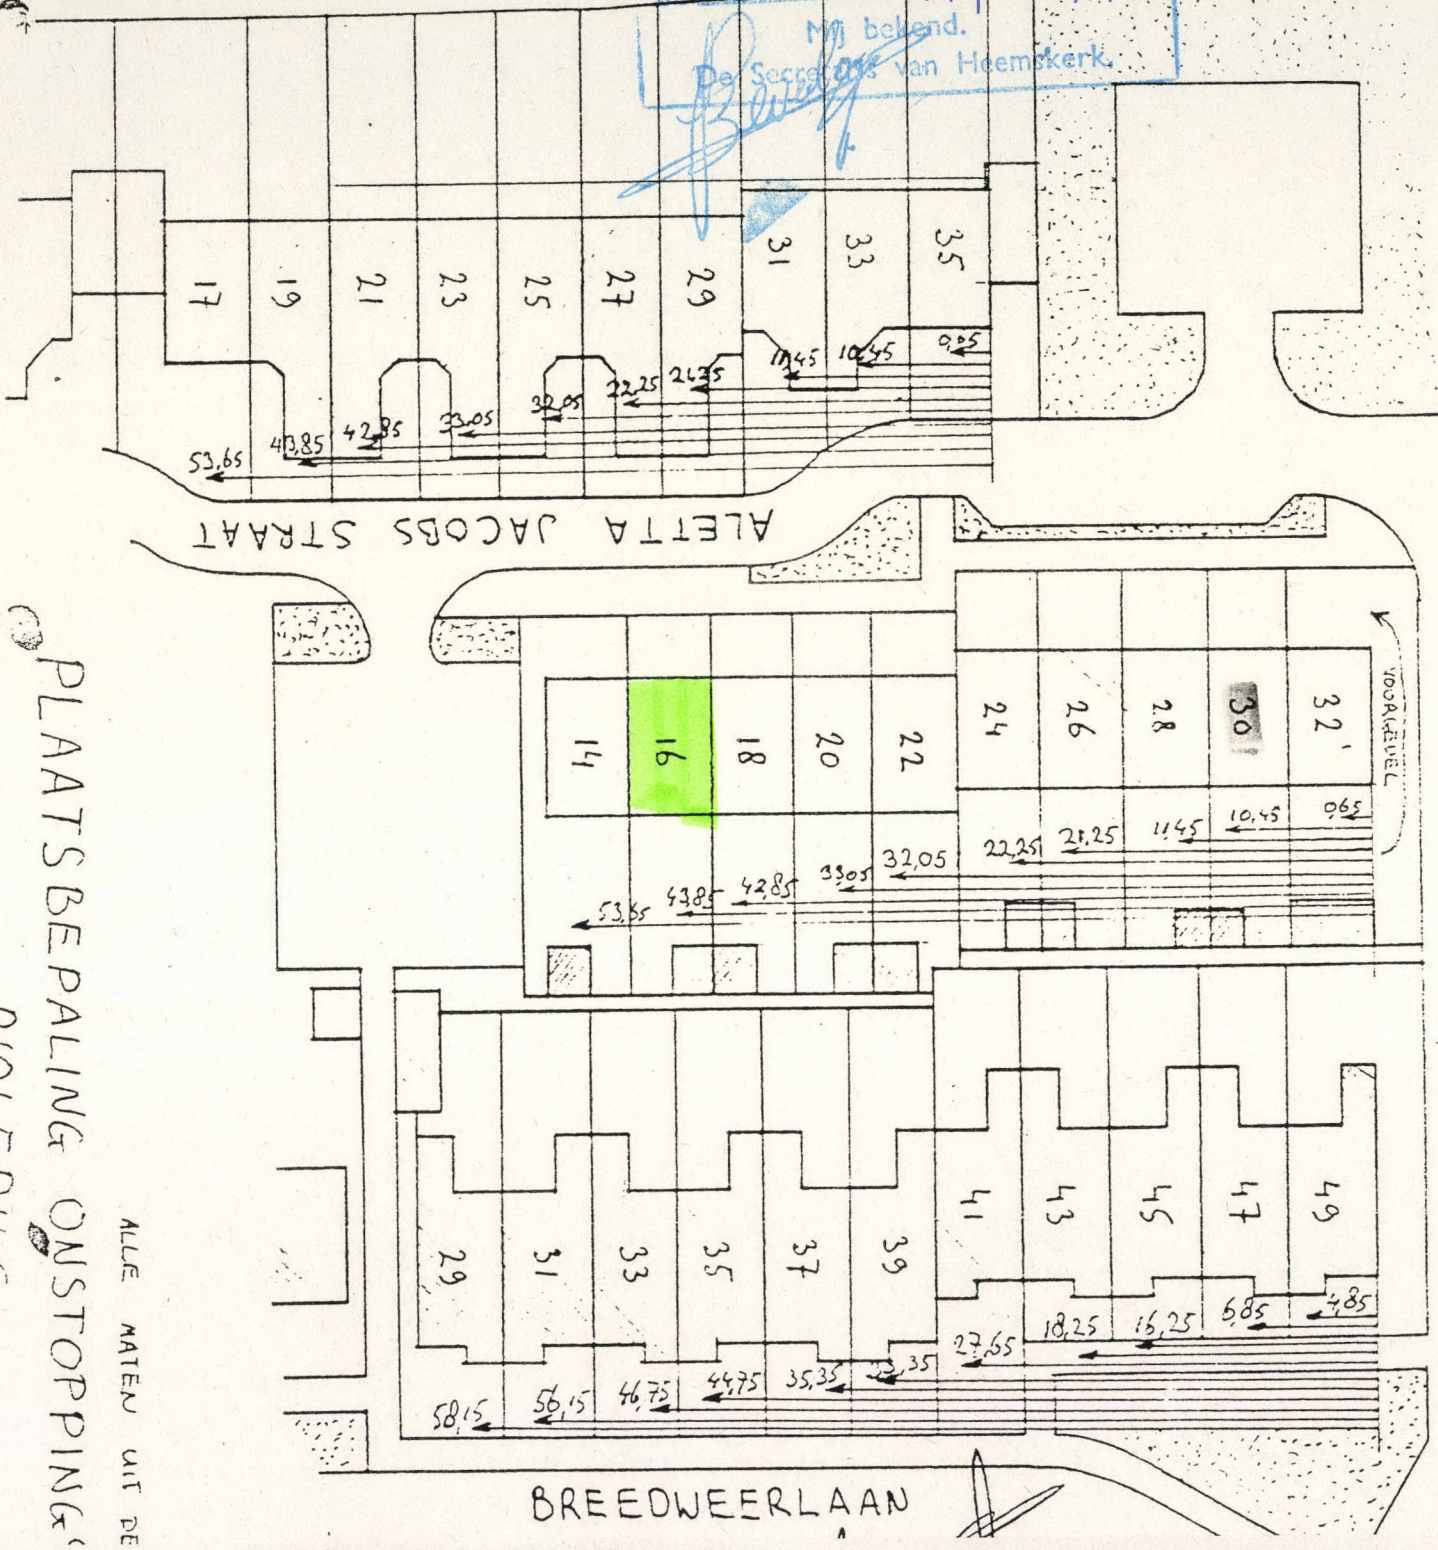 Mij bekend.
De Secretaris van Heemskerk.
17 19 21 23 25 27 29 31 33 35
53,65 43,85 42,85 33,05 32,05 22,25 21,25 11,45 10,45 0,65
ALETTA JACOBS STRAAT
14 16 18 20 22 24 26 28 30 32
VOORGEVEL
53,65 43,85 42,85 33,05 32,05 22,25 21,25 11,45 10,45 0,65
29 31 33 35 37 39 41 43 45 47 49
58,15 56,15 46,75 44,75 35,35 33,35 27,65 18,25 16,25 6,85 4,85
BREEDWEERLAAN
PLAATSBEPALING ONSTOPPING
ALLE MATEN UIT DE